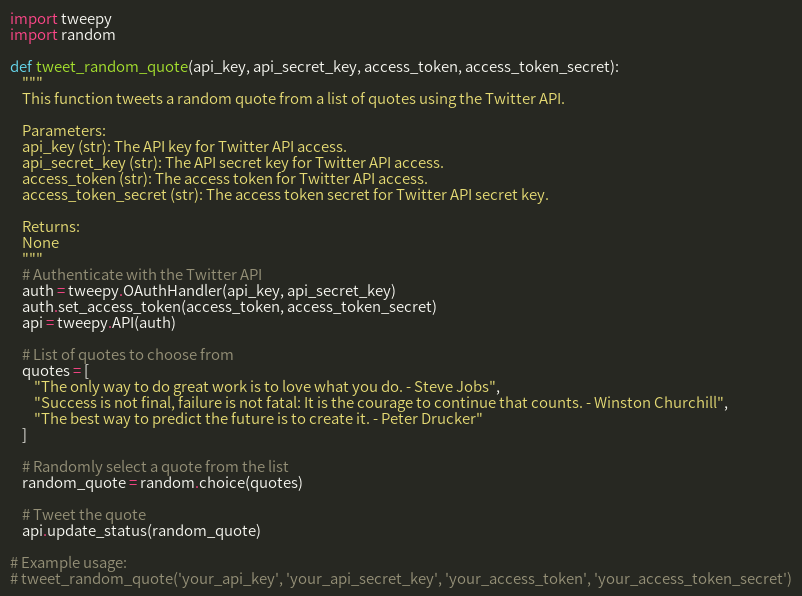 import tweepy
import random

def tweet_random_quote(api_key, api_secret_key, access_token, access_token_secret):
    """
    This function tweets a random quote from a list of quotes using the Twitter API.

    Parameters:
    api_key (str): The API key for Twitter API access.
    api_secret_key (str): The API secret key for Twitter API access.
    access_token (str): The access token for Twitter API access.
    access_token_secret (str): The access token secret for Twitter API secret key.

    Returns:
    None
    """
    # Authenticate with the Twitter API
    auth = tweepy.OAuthHandler(api_key, api_secret_key)
    auth.set_access_token(access_token, access_token_secret)
    api = tweepy.API(auth)

    # List of quotes to choose from
    quotes = [
        "The only way to do great work is to love what you do. - Steve Jobs",
        "Success is not final, failure is not fatal: It is the courage to continue that counts. - Winston Churchill",
        "The best way to predict the future is to create it. - Peter Drucker"
    ]

    # Randomly select a quote from the list
    random_quote = random.choice(quotes)

    # Tweet the quote
    api.update_status(random_quote)

# Example usage:
# tweet_random_quote('your_api_key', 'your_api_secret_key', 'your_access_token', 'your_access_token_secret')